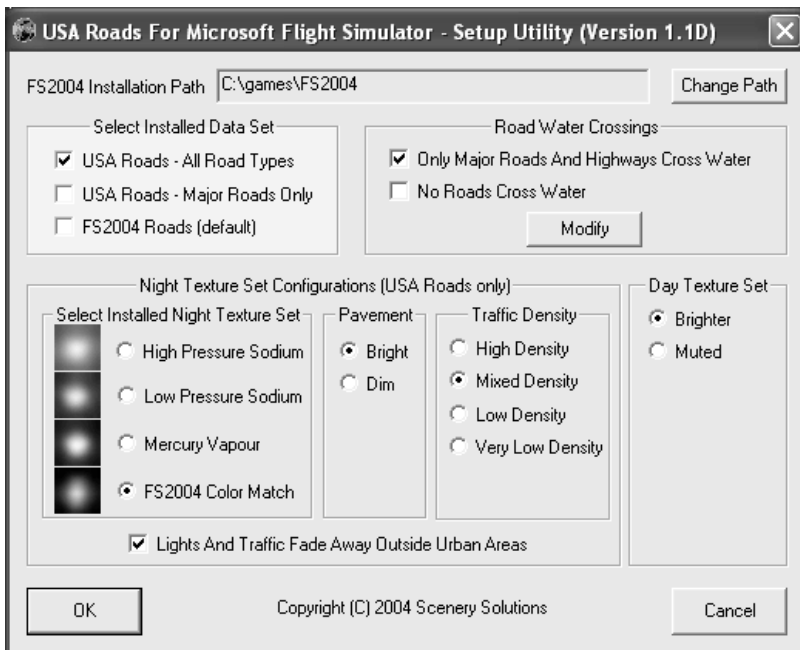 USA Roads For Microsoft Flight Simulator - Setup Utility (Version 1.1D)
FS2004 Installation Path
C:\games\FS2004
Change Path
Select Installed Data Set
USA Roads - All Road Types
USA Roads - Major Roads Only
FS2004 Roads (default)
Road Water Crossings
Only Major Roads And Highways Cross Water
No Roads Cross Water
Modify
Night Texture Set Configurations (USA Roads only)
Select Installed Night Texture Set
High Pressure Sodium
Low Pressure Sodium
Mercury Vapour
FS2004 Color Match
Pavement
Bright
Dim
Traffic Density
High Density
Mixed Density
Low Density
Very Low Density
Lights And Traffic Fade Away Outside Urban Areas
Day Texture Set
Brighter
Muted
OK
Copyright (C) 2004 Scenery Solutions
Cancel